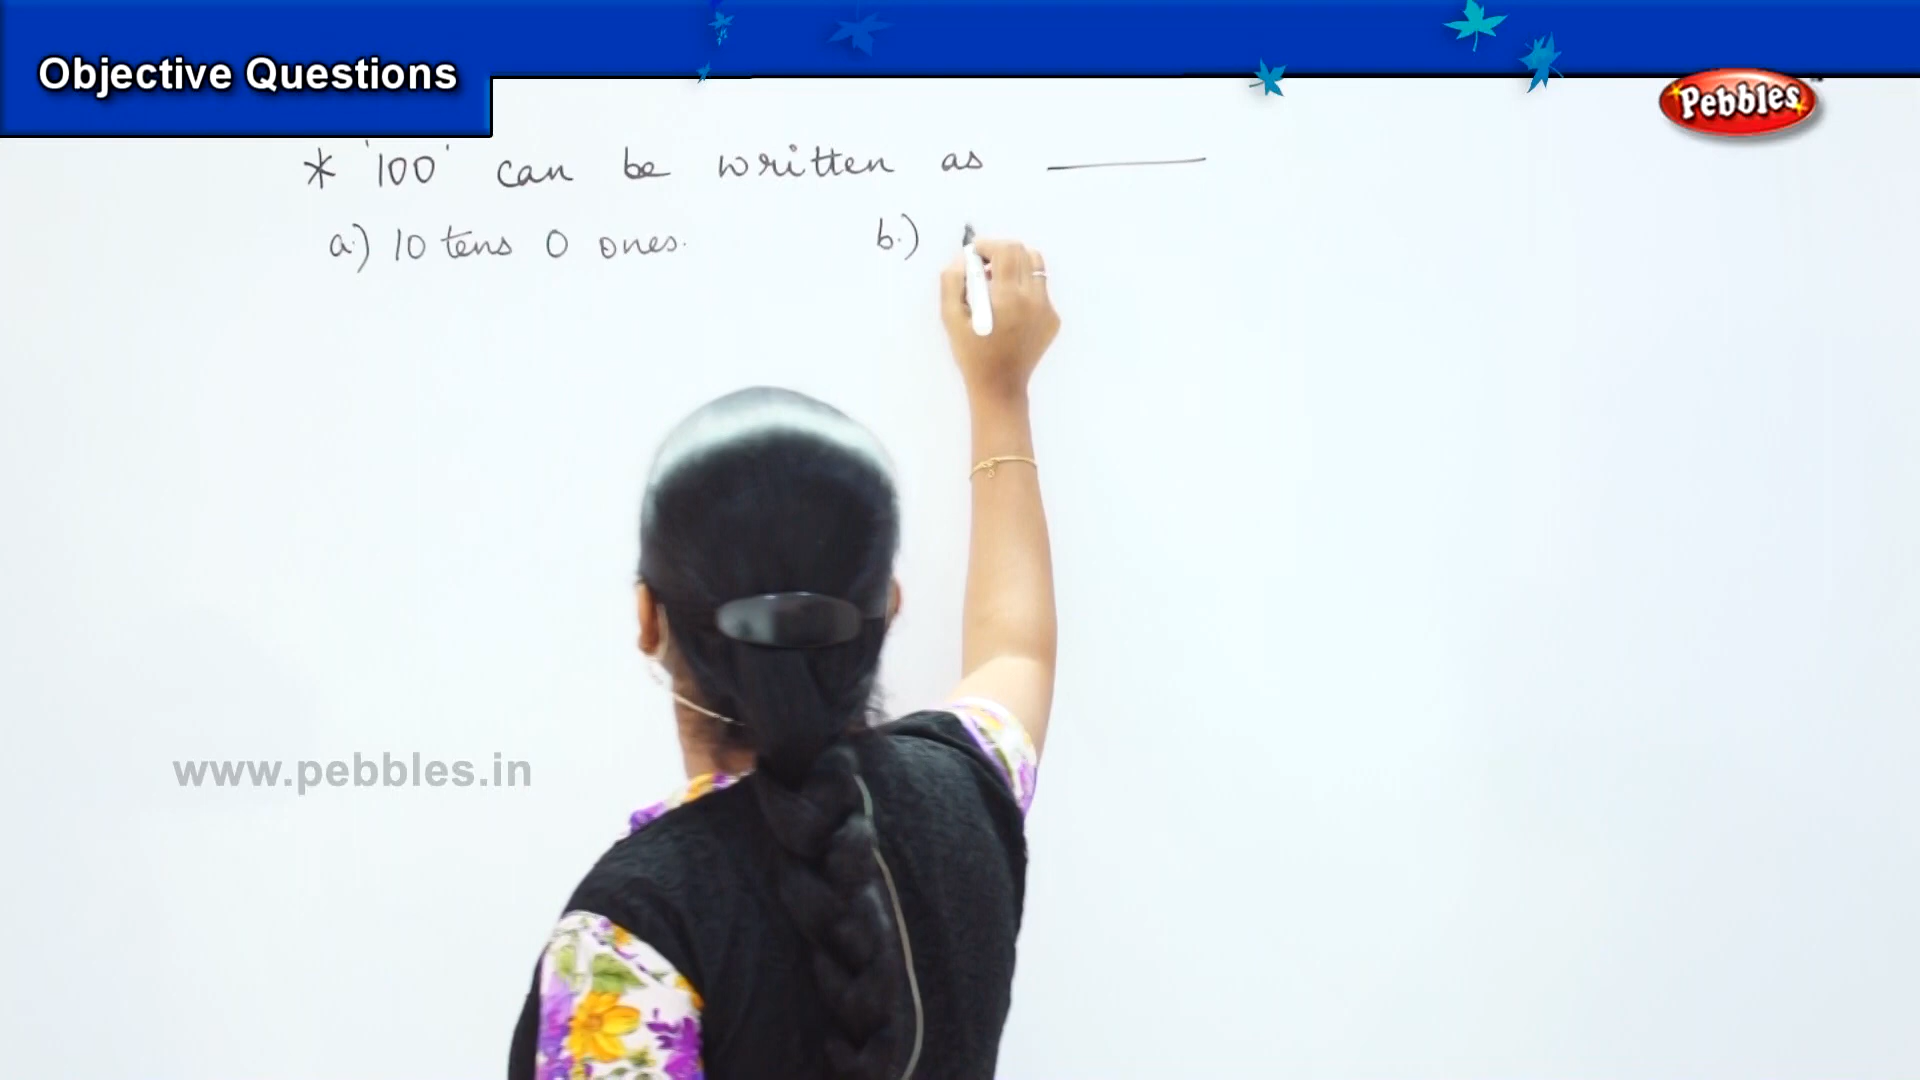 Objective Questions
Pebbles
* '100' can be written as ______
a.) 10 tens 0 ones.
b.)
www.pebbles.in